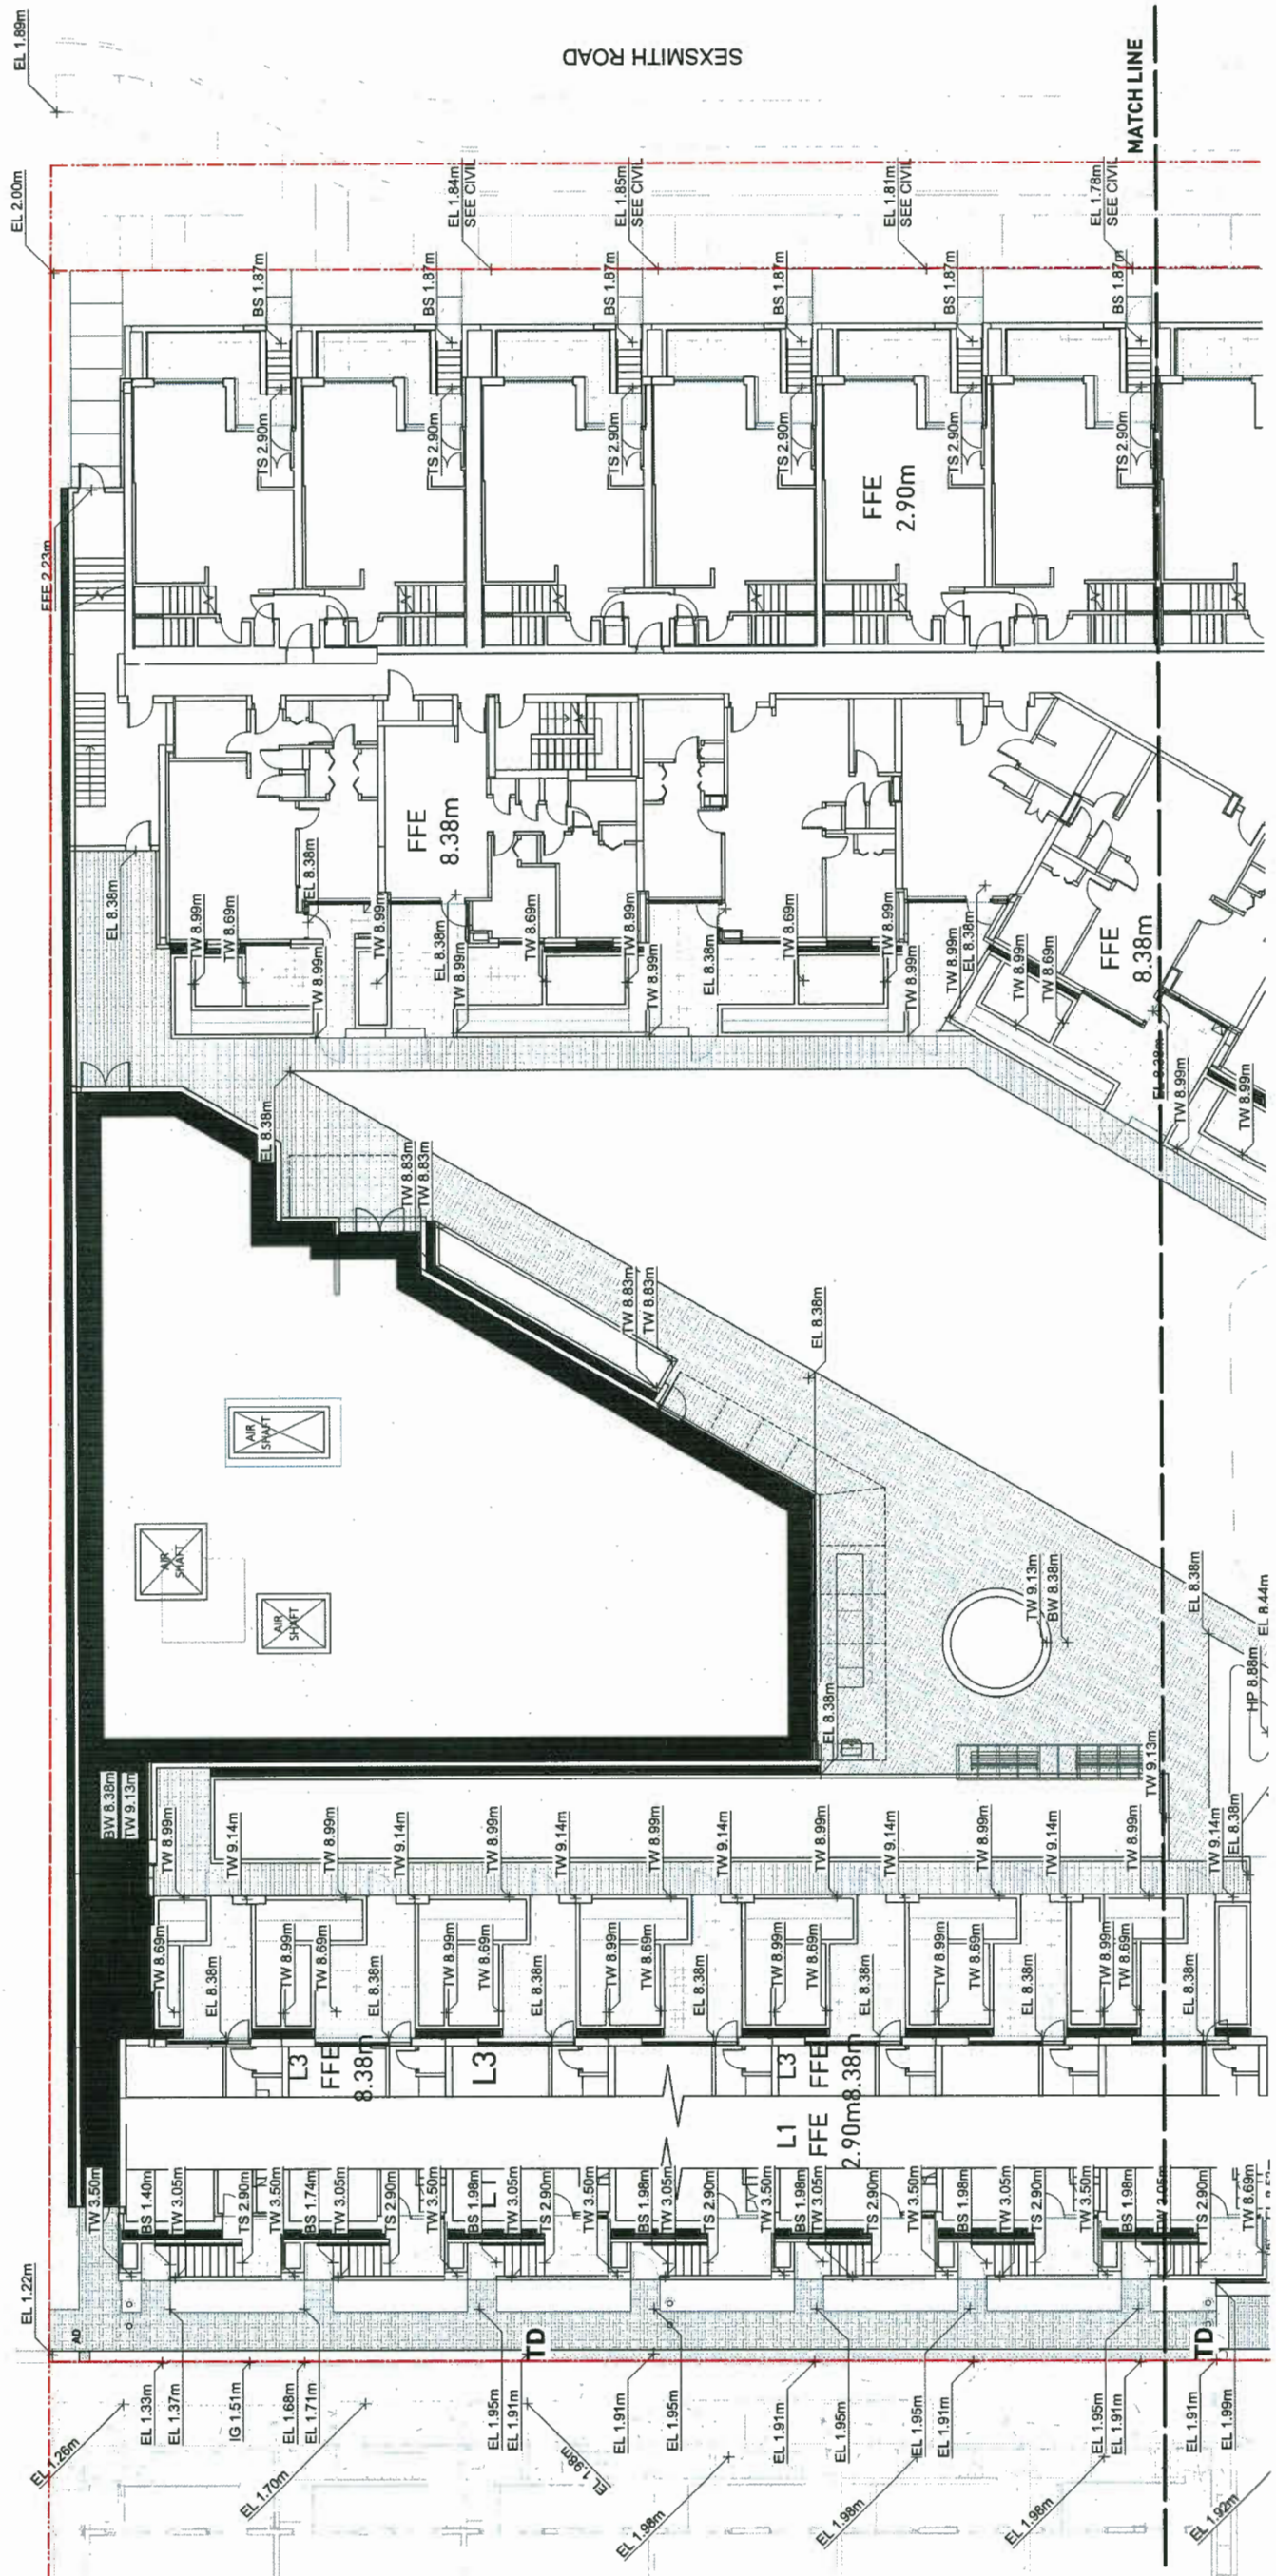 EL 1.89m
SEXSMITH ROAD
MATCH LINE
EL 2.00m
EL 1.84m
SEE CIVIL
EL 1.85m
SEE CIVIL
EL 1.81m
SEE CIVIL
EL 1.78m
SEE CIVIL
BS 1.87m
BS 1.87m
BS 1.87m
BS 1.87m
BS 1.87m
BS 1.87m
TS 2.90m
TS 2.90m
TS 2.90m
TS 2.90m
TS 2.90m
TS 2.90m
FFE
2.90m
FFE 2.23m
FFE
8.38m
EL 8.38m
EL 8.38m
TW 8.99m
TW 8.69m
TW 8.99m
TW 8.99m
EL 8.38m
TW 8.99m
TW 8.69m
TW 8.99m
TW 8.99m
EL 8.38m
TW 8.69m
TW 8.99m
TW 8.99m
TW 8.99m
EL 8.38m
TW 8.99m
TW 8.69m
FFE
8.38m
EL 8.38m
TW 8.99m
TW 8.99m
EL 8.38m
TW 8.83m
TW 8.83m
TW 8.83m
TW 8.83m
EL 8.38m
AIR
SHAFT
AIR
SHAFT
AIR
SHAFT
TW 9.13m
BW 8.38m
EL 8.38m
EL 8.44m
HP 8.88m
EL 8.38m
TW 9.13m
BW 8.38m
TW 9.13m
TW 8.99m
TW 9.14m
TW 8.99m
TW 9.14m
TW 8.99m
TW 9.14m
TW 8.99m
TW 9.14m
TW 8.99m
TW 9.14m
TW 8.99m
TW 9.14m
TW 8.99m
TW 9.14m
EL 8.38m
TW 8.69m
EL 8.38m
TW 8.99m
TW 8.69m
EL 8.38m
TW 8.99m
TW 8.69m
EL 8.38m
TW 8.99m
TW 8.69m
EL 8.38m
TW 8.99m
TW 8.69m
EL 8.38m
TW 8.99m
TW 8.69m
EL 8.38m
TW 8.99m
TW 8.69m
EL 8.38m
L3
FFE
8.38m
L3
L3
FFE
8.38m
L1
FFE
2.90m
L1
TW 3.50m
BS 1.40m
TW 3.05m
TS 2.90m
TW 3.50m
BS 1.74m
TW 3.05m
TS 2.90m
TW 3.50m
BS 1.98m
TW 3.05m
TS 2.90m
TW 3.50m
BS 1.98m
TW 3.05m
TS 2.90m
TW 3.50m
BS 1.98m
TW 3.05m
TS 2.90m
TW 3.50m
BS 1.98m
TW 3.05m
TS 2.90m
TW 3.50m
BS 1.98m
TW 3.05m
TS 2.90m
TW 8.69m
EL 1.22m
AD
TD
TD
EL 1.33m
EL 1.37m
IG 1.51m
EL 1.68m
EL 1.71m
EL 1.95m
EL 1.91m
EL 1.91m
EL 1.95m
EL 1.91m
EL 1.95m
EL 1.95m
EL 1.91m
EL 1.95m
EL 1.91m
EL 1.91m
EL 1.99m
EL 1.26m
EL 1.70m
EL 1.98m
EL 1.98m
EL 1.98m
EL 1.98m
EL 1.92m